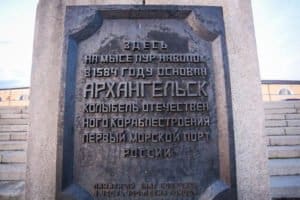 ЗДЕСЬ
НА МЫСЕ ПУР-НАВОЛОК
В 1584 ГОДУ ОСНОВАН
АРХАНГЕЛЬСК
КОЛЫБЕЛЬ ОТЕЧЕСТВЕН
НОГО КОРАБЛЕСТРОЕНИЯ
ПЕРВЫЙ МОРСКОЙ ПОРТ
РОССИИ